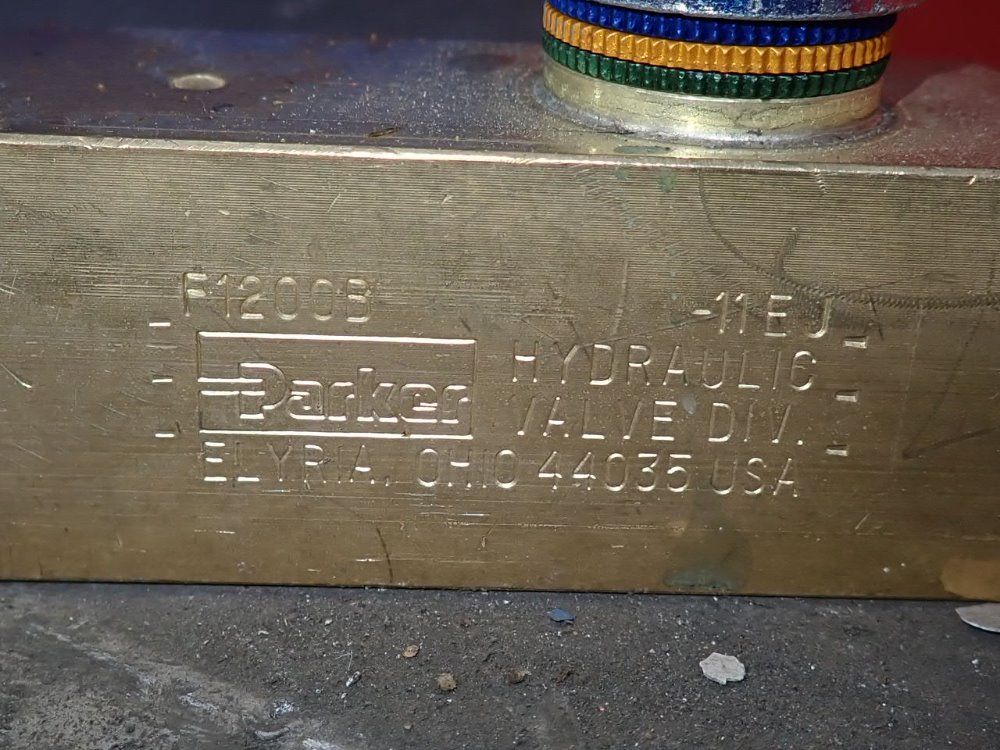 F1200B -11EJ
Parker HYDRAULIC
VALVE DIV.
ELYRIA, OHIO 44035 USA